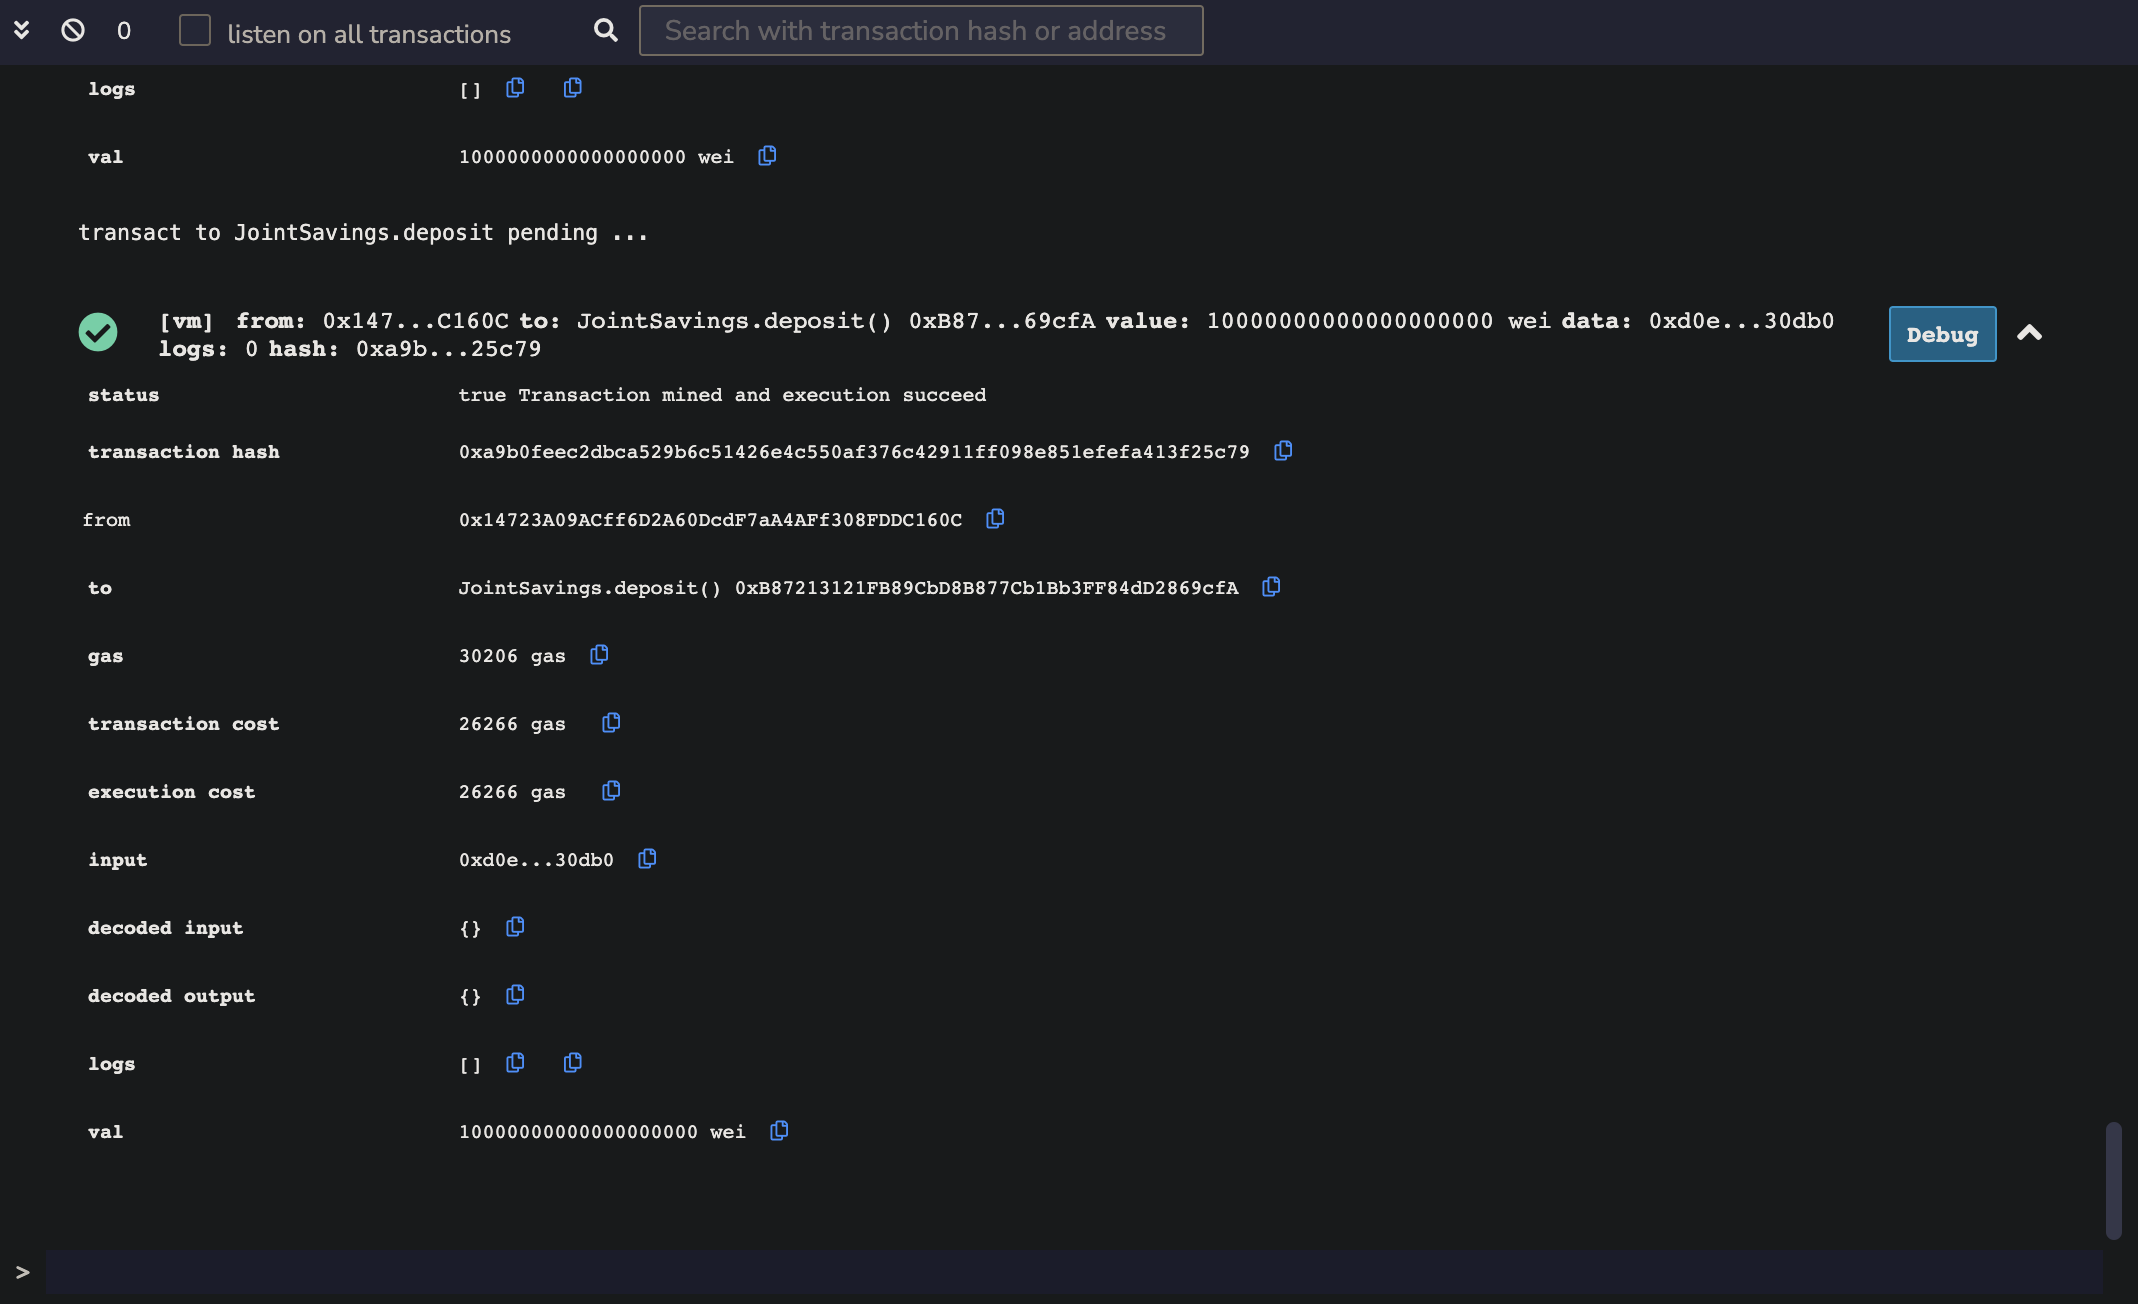 0
listen on all transactions
Search with transaction hash or address
logs []
val 1000000000000000000 wei
transact to JointSavings.deposit pending ...
[vm] from: 0x147...C160C to: JointSavings.deposit() 0xB87...69cfA value: 10000000000000000000 wei data: 0xd0e...30db0
logs: 0 hash: 0xa9b...25c79
Debug
status true Transaction mined and execution succeed
transaction hash 0xa9b0feec2dbca529b6c51426e4c550af376c42911ff098e851efefa413f25c79
from 0x14723A09ACff6D2A60DcdF7aA4AFf308FDDC160C
to JointSavings.deposit() 0xB87213121FB89CbD8B877Cb1Bb3FF84dD2869cfA
gas 30206 gas
transaction cost 26266 gas
execution cost 26266 gas
input 0xd0e...30db0
decoded input {}
decoded output {}
logs []
val 10000000000000000000 wei
>